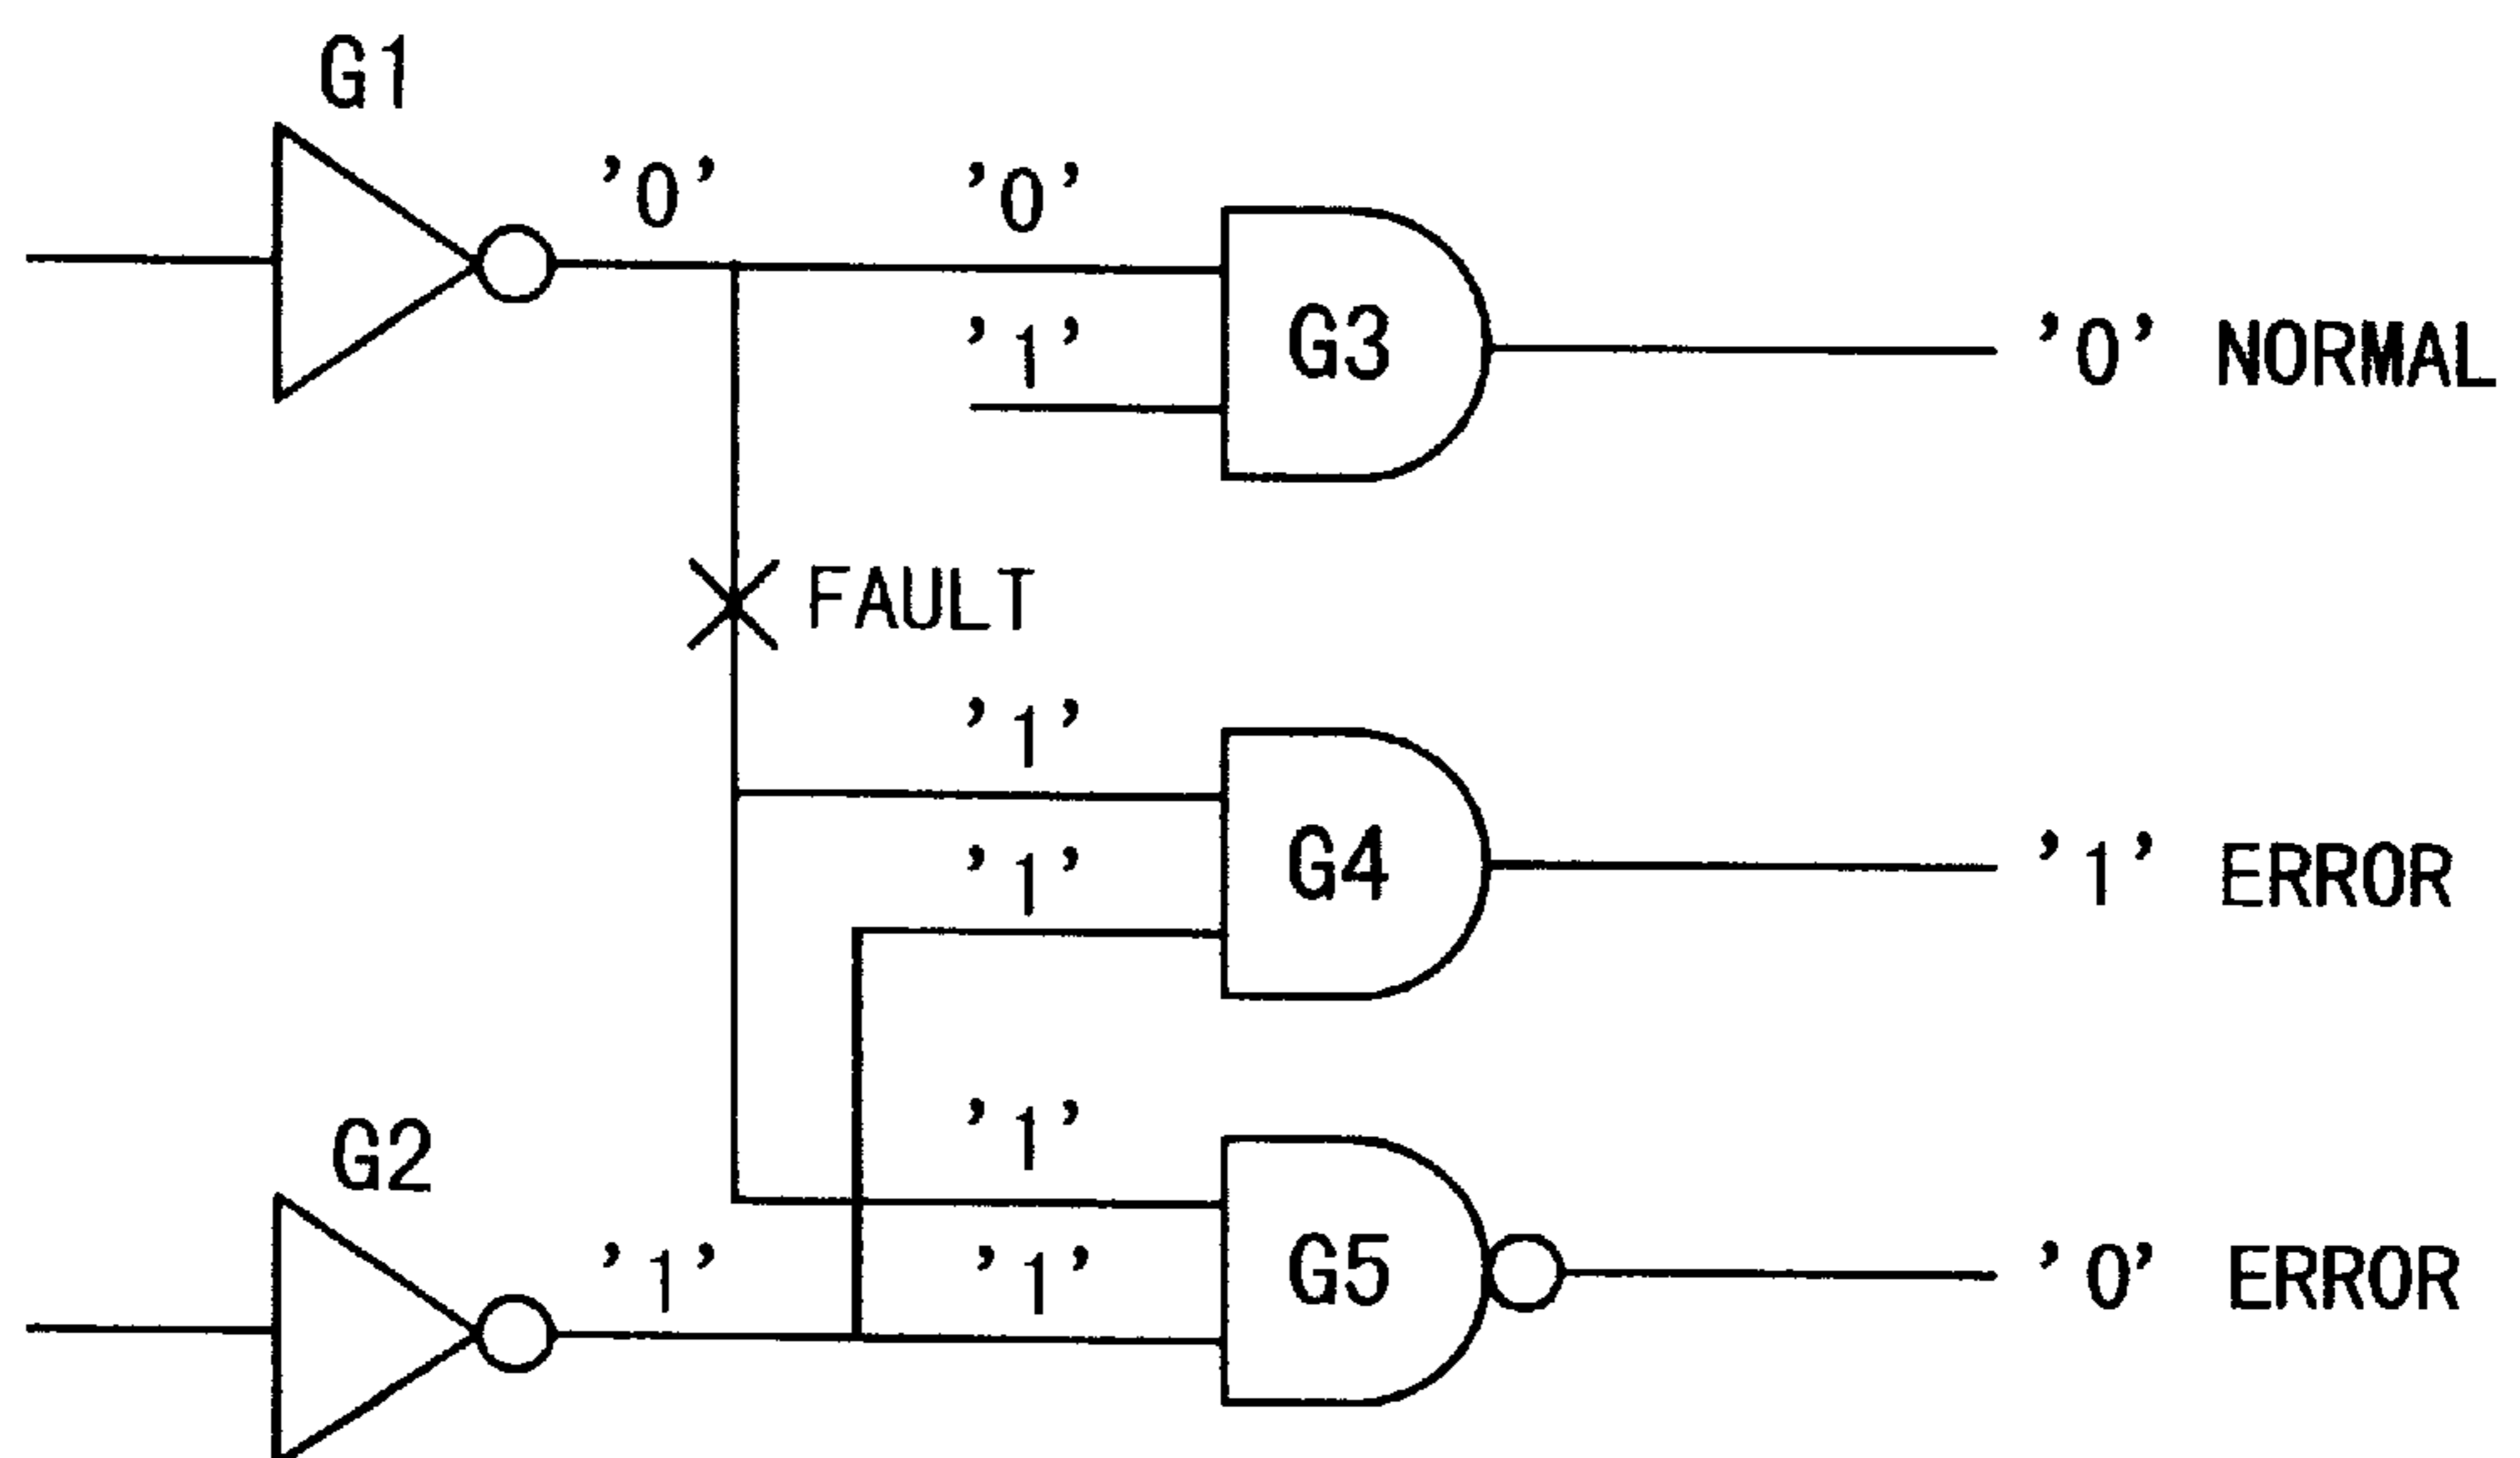 G1
’0’
’0’
’1’
G3
’0’ NORMAL
FAULT
’1’
’1’
G4
’1’ ERROR
G2
’1’
’1’
’1’
G5
’0’ ERROR